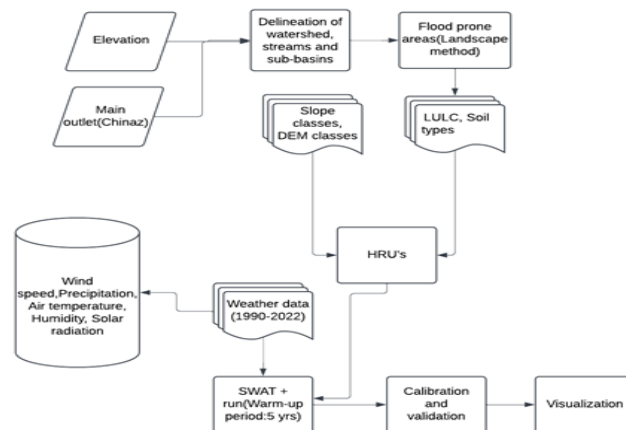 Elevation
Delineation of
watershed,
streams and
sub-basins
Flood prone
areas(Landscape
method)
Main
outlet(Chinaz)
Slope
classes,
DEM classes
LULC, Soil
types
HRU's
Wind
speed,Precipitation,
Air temperature,
Humidity, Solar
radiation
Weather data
(1990-2022)
SWAT +
run(Warm-up
period:5 yrs)
Calibration
and
validation
Visualization